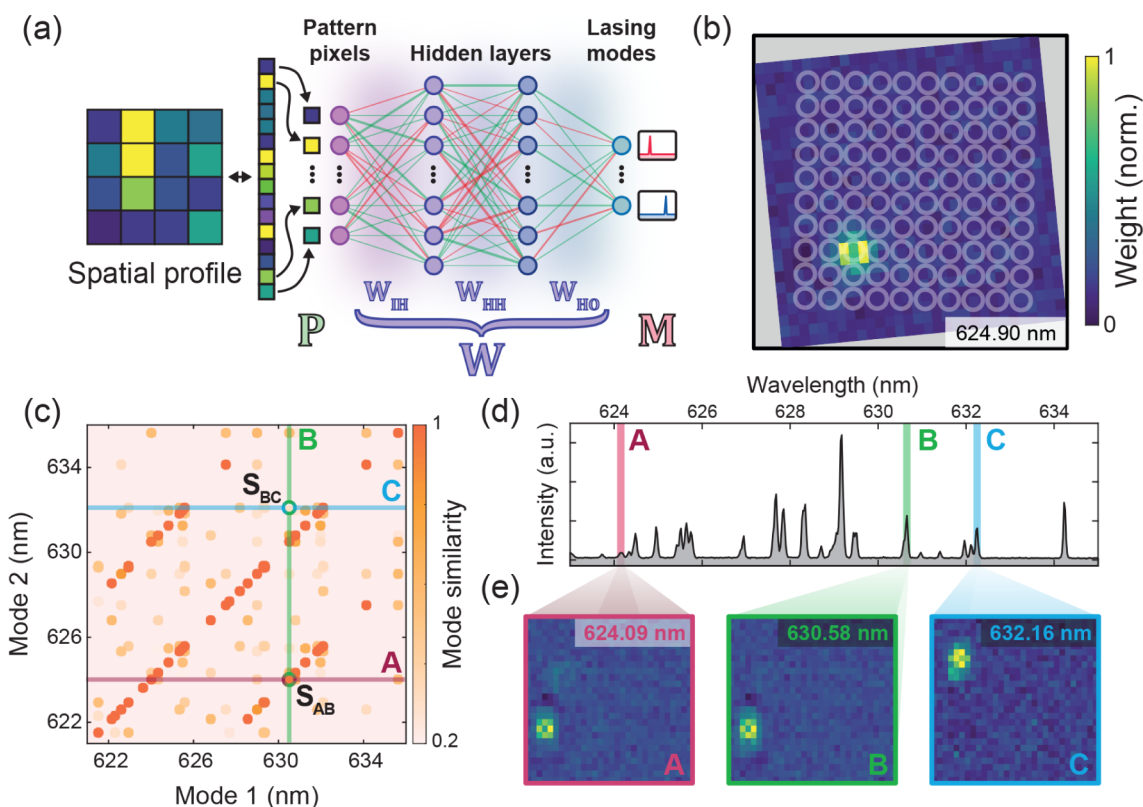 (a)
Pattern
pixels
Hidden layers
Lasing
modes
Spatial profile
P
W_IH
W_HH
W_HO
W
M
(b)
624.90 nm
1
0
Weight (norm.)
(c)
B
S_BC
C
A
S_AB
634
630
626
622
622
626
630
634
Mode 2 (nm)
Mode 1 (nm)
1
0.2
Mode similarity
(d)
Wavelength (nm)
624
626
628
630
632
634
A
B
C
Intensity (a.u.)
(e)
624.09 nm
A
630.58 nm
B
632.16 nm
C